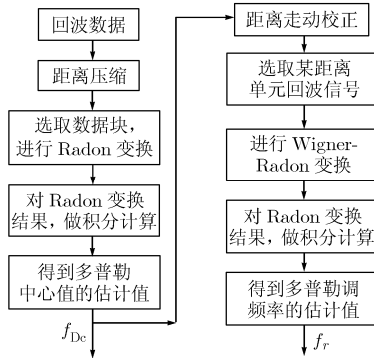 回波数据
距离压缩
选取数据块，
进行 Radon 变换
对 Radon 变换
结果，做积分计算
得到多普勒
中心值的估计值
f_Dc
距离走动校正
选取某距离
单元回波信号
进行 Wigner-
Radon 变换
对 Radon 变换
结果，做积分计算
得到多普勒调
频率的估计值
f_r